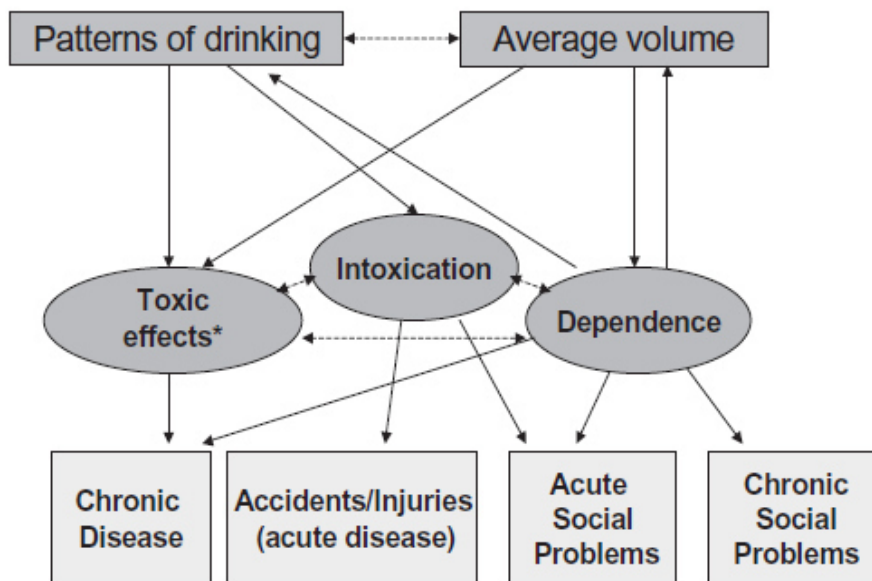 Patterns of drinking
Average volume
Intoxication
Toxic
effects*
Dependence
Chronic
Disease
Accidents/Injuries
(acute disease)
Acute
Social
Problems
Chronic
Social
Problems